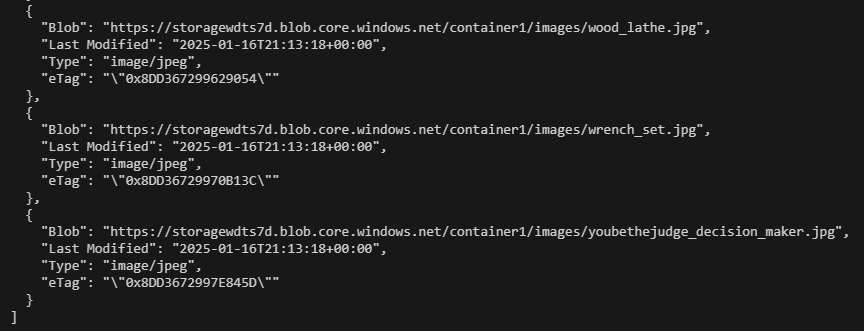 {
"Blob": "https://storagewdts7d.blob.core.windows.net/container1/images/wood_lathe.jpg",
"Last Modified": "2025-01-16T21:13:18+00:00",
"Type": "image/jpeg",
"eTag": "\"0x8DD367299629054\""
},
{
"Blob": "https://storagewdts7d.blob.core.windows.net/container1/images/wrench_set.jpg",
"Last Modified": "2025-01-16T21:13:18+00:00",
"Type": "image/jpeg",
"eTag": "\"0x8DD36729970B13C\""
},
{
"Blob": "https://storagewdts7d.blob.core.windows.net/container1/images/youbethejudge_decision_maker.jpg",
"Last Modified": "2025-01-16T21:13:18+00:00",
"Type": "image/jpeg",
"eTag": "\"0x8DD3672997E845D\""
}
]